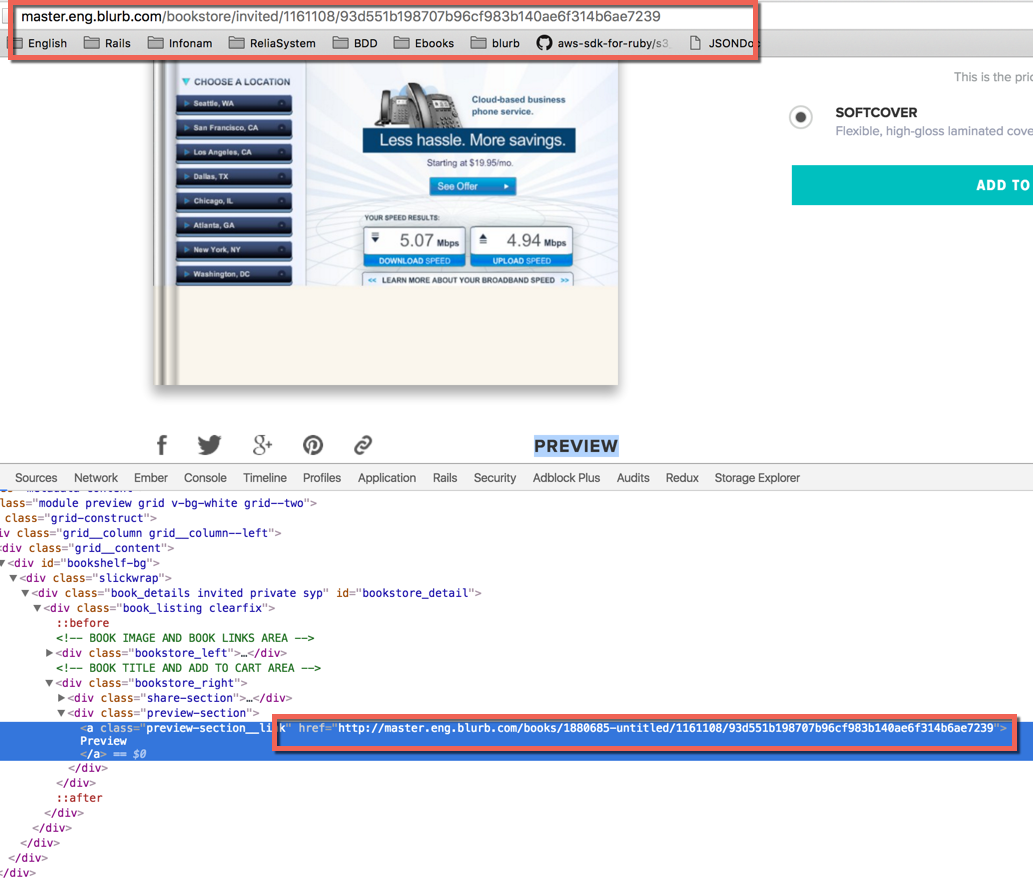 master.eng.blurb.com/bookstore/invited/1161108/93d551b198707b96cf983b140ae6f314b6ae7239
English Rails Infonam ReliaSystem BDD Ebooks blurb aws-sdk-for-ruby/s3 JSONDo
CHOOSE A LOCATION
Seattle, WA
San Francisco, CA
Los Angeles, CA
Dallas, TX
Chicago, IL
Atlanta, GA
New York, NY
Washington, DC
Cloud-based business
phone service.
Less hassle. More savings.
Starting at $19.95/mo.
See Offer
YOUR SPEED RESULTS:
5.07 Mbps
DOWNLOAD SPEED
4.94 Mbps
UPLOAD SPEED
<< LEARN MORE ABOUT YOUR BROADBAND SPEED >>
This is the pric
SOFTCOVER
Flexible, high-gloss laminated cove
ADD TO
PREVIEW
Sources Network Ember Console Timeline Profiles Application Rails Security Adblock Plus Audits Redux Storage Explorer
lass="module preview grid v-bg-white grid--two">
class="grid-construct">
iv class="grid__column grid__column--left">
<div class="grid__content">
<div id="bookshelf-bg">
<div class="slickwrap">
<div class="book_details invited private syp" id="bookstore_detail">
<div class="book_listing clearfix">
::before
<!-- BOOK IMAGE AND BOOK LINKS AREA -->
<div class="bookstore_left">…</div>
<!-- BOOK TITLE AND ADD TO CART AREA -->
<div class="bookstore_right">
<div class="share-section">…</div>
<div class="preview-section">
<a class="preview-section__link" href="http://master.eng.blurb.com/books/1880685-untitled/1161108/93d551b198707b96cf983b140ae6f314b6ae7239">
Preview
</a> == $0
</div>
</div>
::after
</div>
</div>
</div>
</div>
</div>